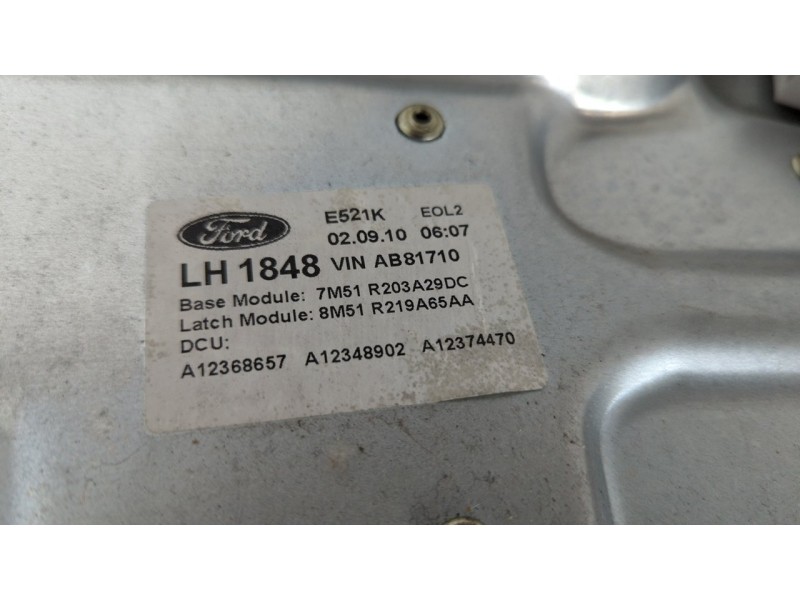 Ford E521K EOL2
02.09.10 06:07
LH 1848 VIN AB81710
Base Module: 7M51 R203A29DC
Latch Module: 8M51 R219A65AA
DCU:
A12368657 A12348902 A12374470